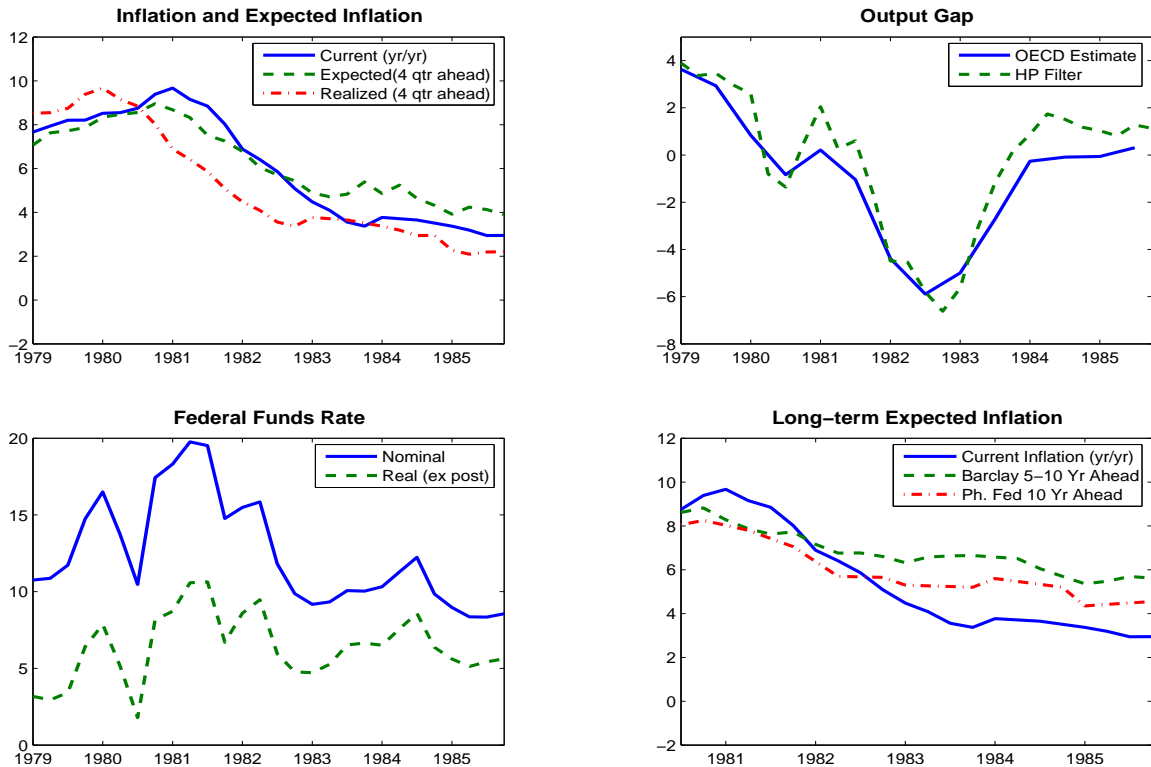 Inflation and Expected Inflation
12
10
8
6
4
2
0
−2
1979 1980 1981 1982 1983 1984 1985
Current (yr/yr)
Expected(4 qtr ahead)
Realized (4 qtr ahead)
Output Gap
4
2
0
−2
−4
−6
−8
1979 1980 1981 1982 1983 1984 1985
OECD Estimate
HP Filter
Federal Funds Rate
20
15
10
5
0
1979 1980 1981 1982 1983 1984 1985
Nominal
Real (ex post)
Long−term Expected Inflation
12
10
8
6
4
2
0
−2
1981 1982 1983 1984 1985
Current Inflation (yr/yr)
Barclay 5−10 Yr Ahead
Ph. Fed 10 Yr Ahead